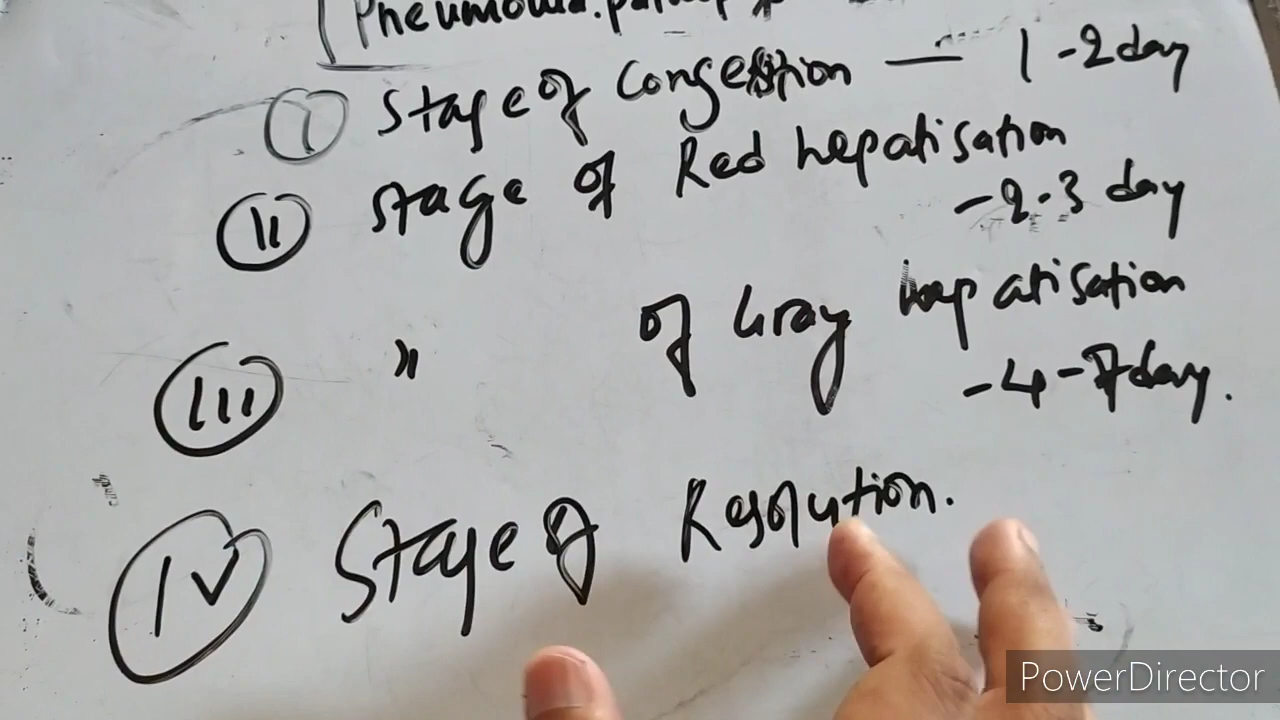 Pneumonia.
(i) Stage of Congestion — 1-2 day
(ii) Stage of Red hepatisation
- 2-3 day
(iii) " of Gray hepatisation
- 4-7 day.
(iv) Stage of Resolution.
PowerDirector